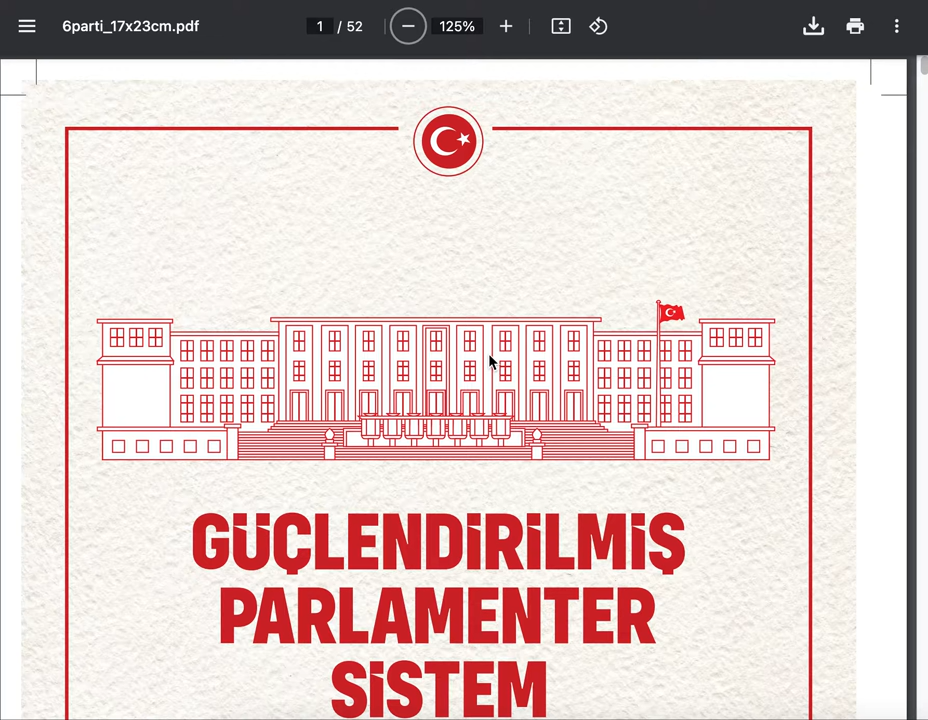 6parti_17x23cm.pdf
1 / 52
125%
GÜÇLENDİRİLMİŞ
PARLAMENTER
SİSTEM